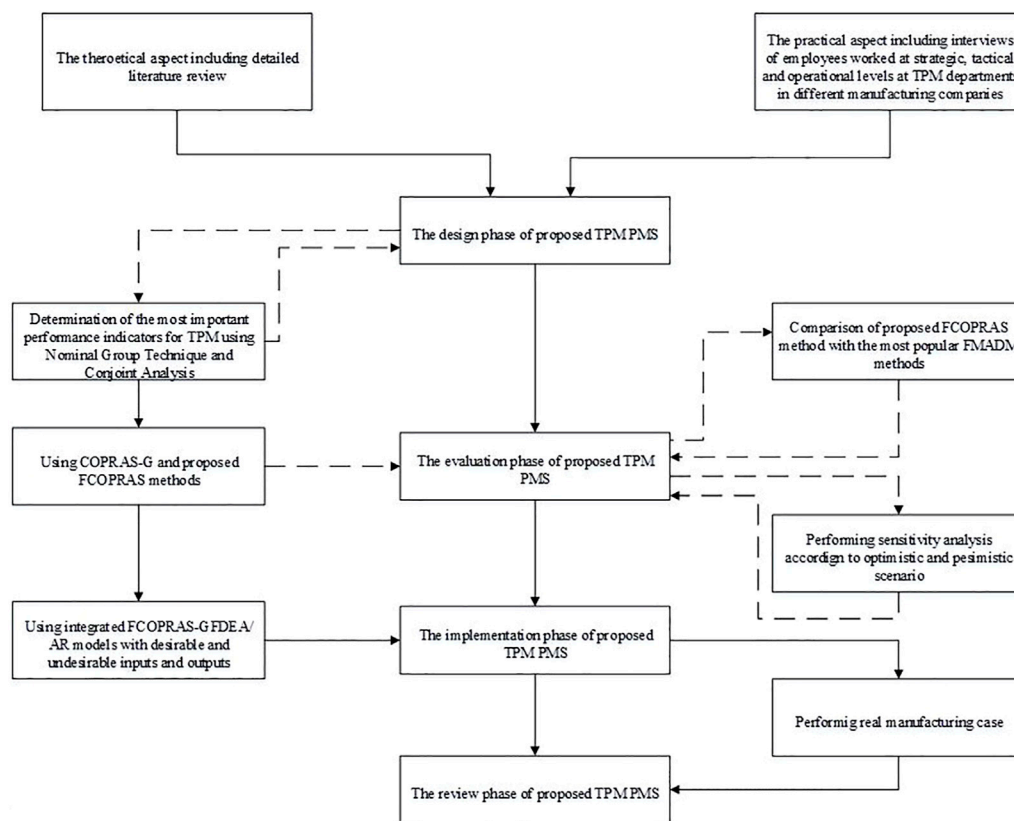 The theroetical aspect including detailed
literature review
The practical aspect including interviews
of employees worked at strategic, tactical
and operational levels at TPM departments
in different manufacturing companies
The design phase of proposed TPM PMS
Determination of the most important
performance indicators for TPM using
Nominal Group Technique and
Conjoint Analysis
Comparison of proposed FCOPRAS
method with the most popular FMADM
methods
Using COPRAS-G and proposed
FCOPRAS methods
The evaluation phase of proposed TPM
PMS
Performing sensitivity analysis
accordign to optimistic and pesimistic
scenario
Using integrated FCOPRAS-GFDEA/
AR models with desirable and
undesirable inputs and outputs
The implementation phase of proposed
TPM PMS
Performig real manufacturing case
The review phase of proposed TPM PMS